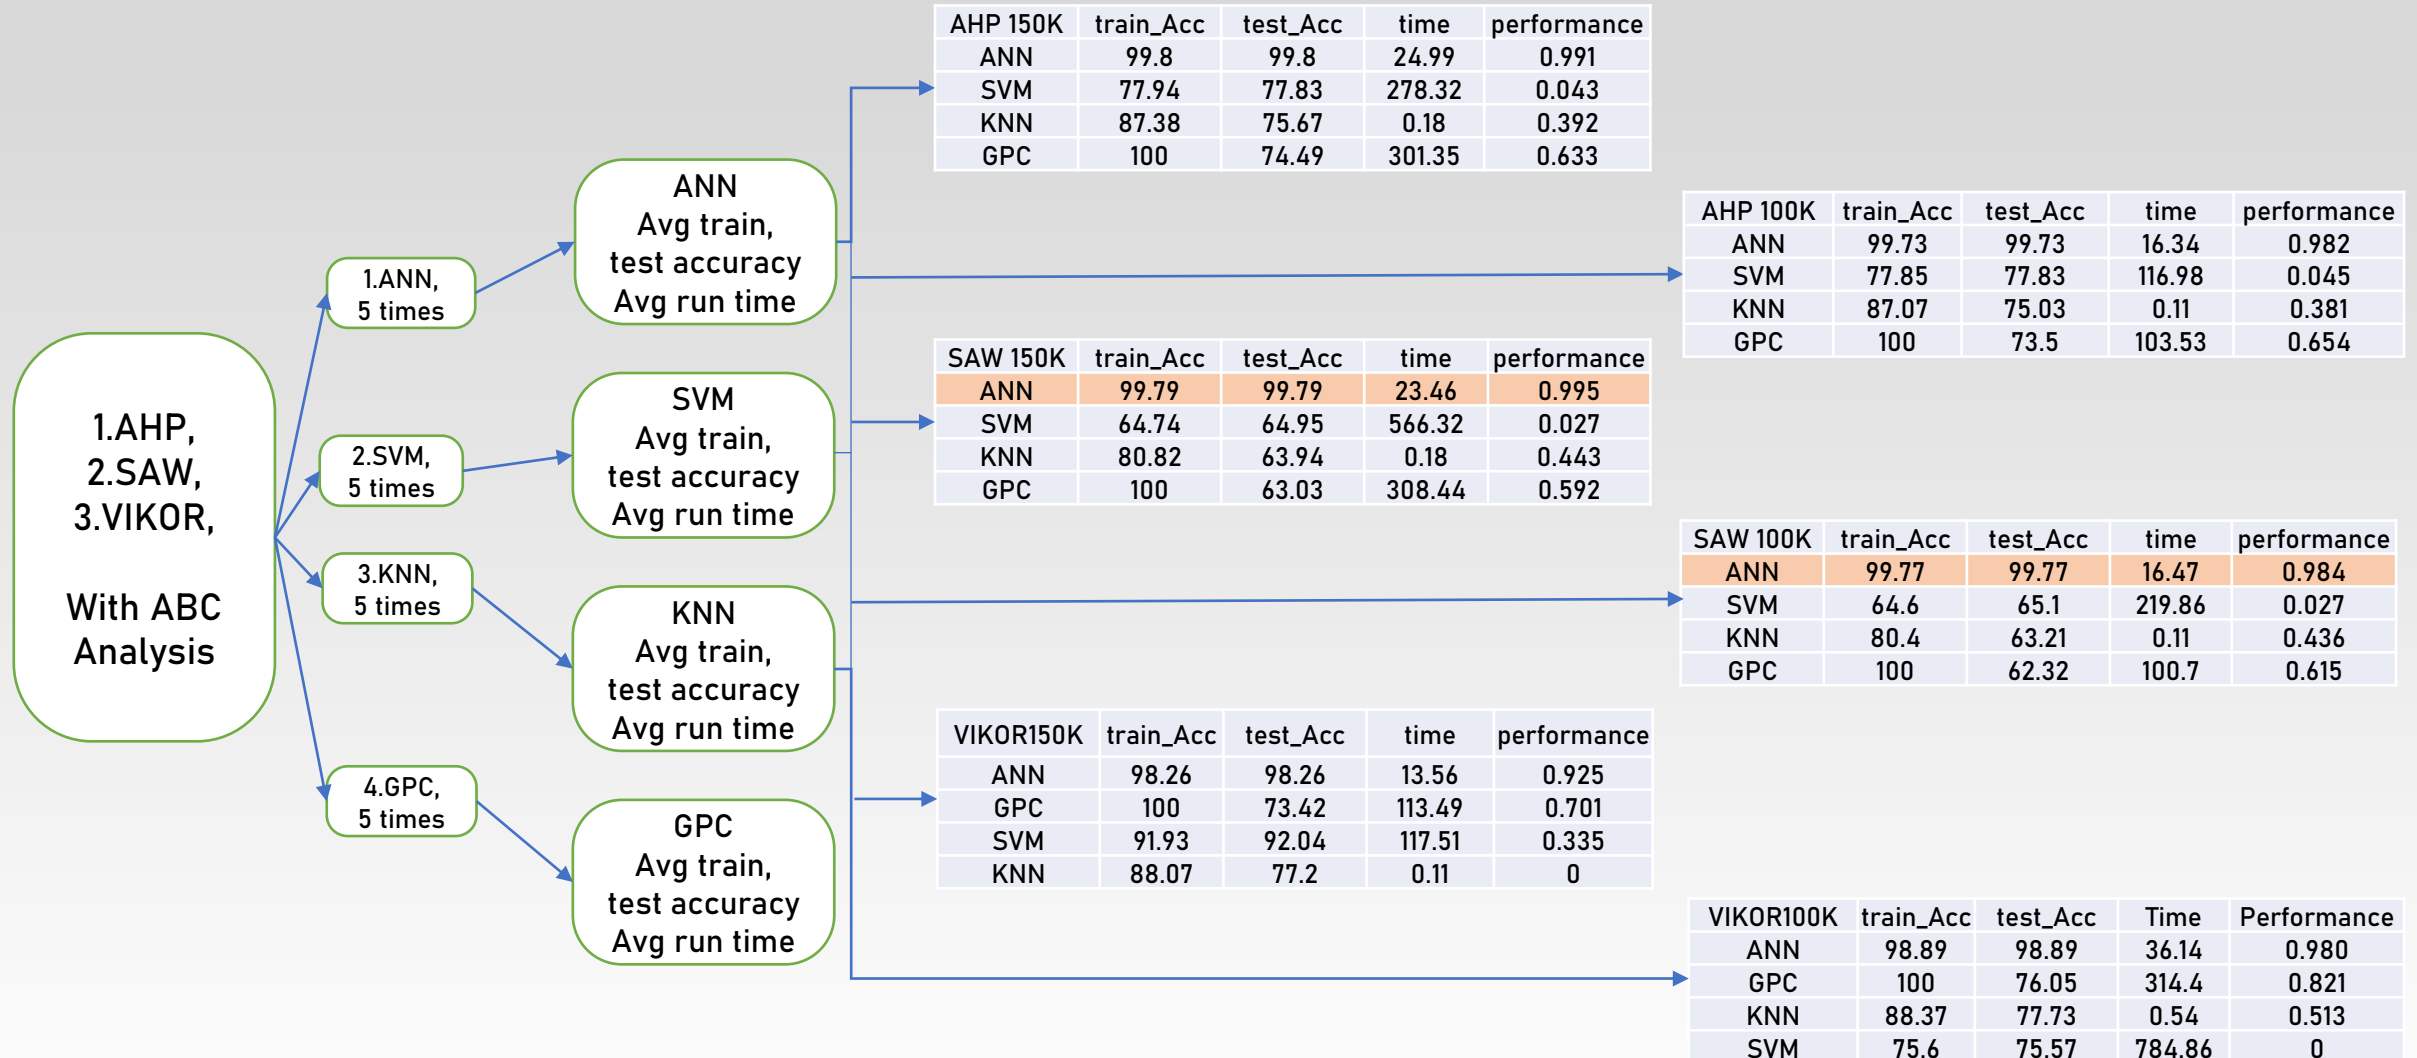 1.AHP,
2.SAW,
3.VIKOR,
With ABC
Analysis
1.ANN,
5 times
2.SVM,
5 times
3.KNN,
5 times
4.GPC,
5 times
ANN
Avg train,
test accuracy
Avg run time
SVM
Avg train,
test accuracy
Avg run time
KNN
Avg train,
test accuracy
Avg run time
GPC
Avg train,
test accuracy
Avg run time
AHP 150K train_Acc test_Acc time performance
ANN 99.8 99.8 24.99 0.991
SVM 77.94 77.83 278.32 0.043
KNN 87.38 75.67 0.18 0.392
GPC 100 74.49 301.35 0.633
AHP 100K train_Acc test_Acc time performance
ANN 99.73 99.73 16.34 0.982
SVM 77.85 77.83 116.98 0.045
KNN 87.07 75.03 0.11 0.381
GPC 100 73.5 103.53 0.654
SAW 150K train_Acc test_Acc time performance
ANN 99.79 99.79 23.46 0.995
SVM 64.74 64.95 566.32 0.027
KNN 80.82 63.94 0.18 0.443
GPC 100 63.03 308.44 0.592
SAW 100K train_Acc test_Acc time performance
ANN 99.77 99.77 16.47 0.984
SVM 64.6 65.1 219.86 0.027
KNN 80.4 63.21 0.11 0.436
GPC 100 62.32 100.7 0.615
VIKOR150K train_Acc test_Acc time performance
ANN 98.26 98.26 13.56 0.925
GPC 100 73.42 113.49 0.701
SVM 91.93 92.04 117.51 0.335
KNN 88.07 77.2 0.11 0
VIKOR100K train_Acc test_Acc Time Performance
ANN 98.89 98.89 36.14 0.980
GPC 100 76.05 314.4 0.821
KNN 88.37 77.73 0.54 0.513
SVM 75.6 75.57 784.86 0